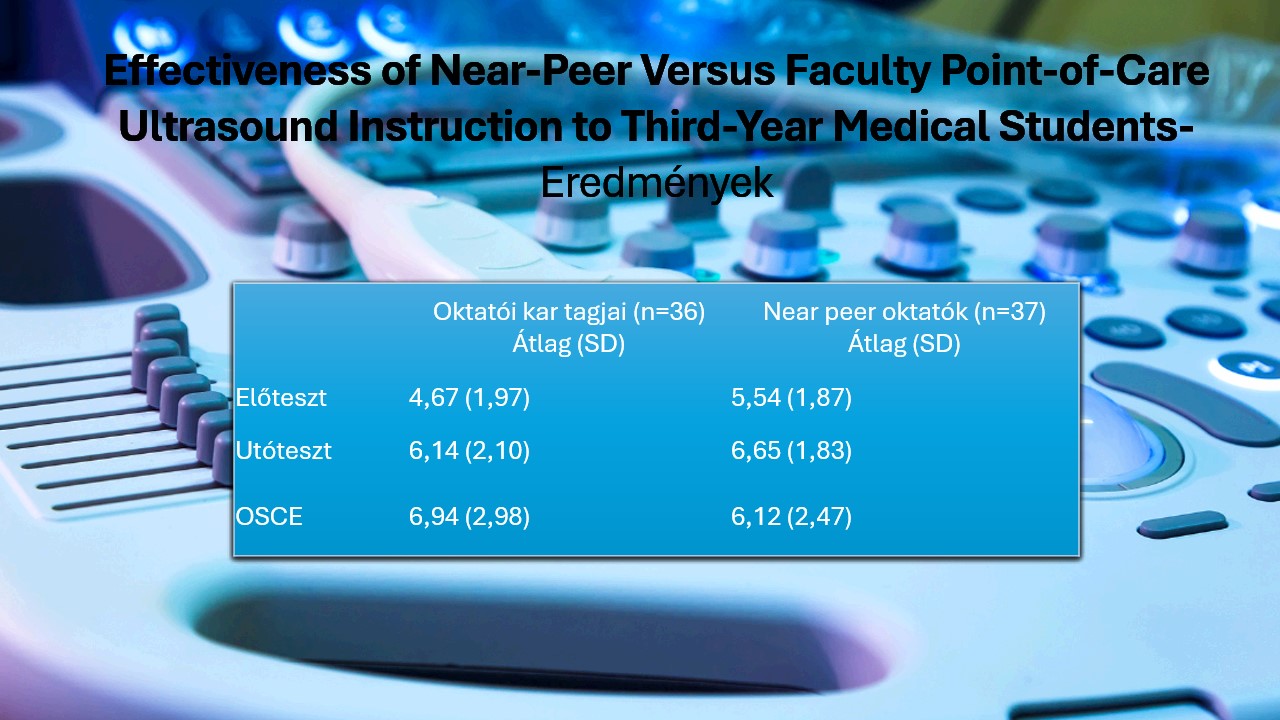 Effectiveness of Near-Peer Versus Faculty Point-of-Care
Ultrasound Instruction to Third-Year Medical Students-
Eredmények
Oktatói kar tagjai (n=36) Near peer oktatók (n=37)
Átlag (SD) Átlag (SD)
Előteszt 4,67 (1,97) 5,54 (1,87)
Utóteszt 6,14 (2,10) 6,65 (1,83)
OSCE 6,94 (2,98) 6,12 (2,47)